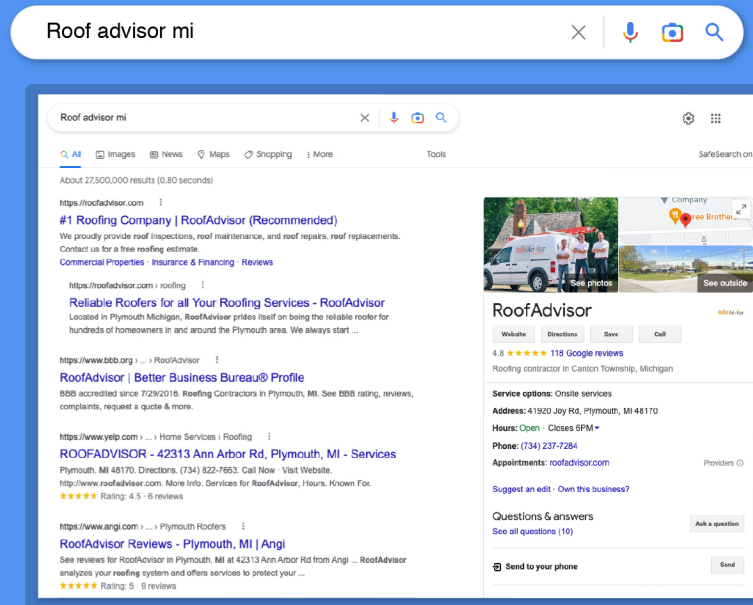 Roof advisor mi
Roof advisor mi
All Images News Maps Shopping More Tools SafeSearch on
About 27,500,000 results (0.80 seconds)
https://roofadvisor.com
#1 Roofing Company | RoofAdvisor (Recommended)
We proudly provide roof inspections, roof maintenance, and roof repairs, roof replacements.
Contact us for a free roofing estimate.
Commercial Properties · Insurance & Financing · Reviews
https://roofadvisor.com › roofing
Reliable Roofers for all Your Roofing Services - RoofAdvisor
Located in Plymouth Michigan, RoofAdvisor prides itself on being the reliable roofer for
hundreds of homeowners in and around the Plymouth area. We always start ...
https://www.bbb.org › ... › RoofAdvisor
RoofAdvisor | Better Business Bureau® Profile
BBB accredited since 7/29/2016. Roofing Contractors in Plymouth, MI. See BBB rating, reviews,
complaints, request a quote & more.
https://www.yelp.com › ... › Home Services › Roofing
ROOFADVISOR - 42313 Ann Arbor Rd, Plymouth, MI - Services
Plymouth, MI 48170. Directions. (734) 822-7663. Call Now · Visit Website.
http://www.roofadvisor.com. More Info. Services for RoofAdvisor, Hours. Known For.
Rating: 4.5 · 6 reviews
https://www.angi.com › ... › Plymouth Roofers
RoofAdvisor Reviews - Plymouth, MI | Angi
See reviews for RoofAdvisor in Plymouth, MI at 42313 Ann Arbor Rd from Angi ... RoofAdvisor
analyzes your roofing system and offers services to protect your ...
Rating: 5 · 9 reviews
Company
ree Brothe
See photos
See outside
RoofAdvisor
Website Directions Save Call
4.8 118 Google reviews
Roofing contractor in Canton Township, Michigan
Service options: Onsite services
Address: 41920 Joy Rd, Plymouth, MI 48170
Hours: Open · Closes 6PM
Phone: (734) 237-7284
Appointments: roofadvisor.com Providers
Suggest an edit · Own this business?
Questions & answers
See all questions (10)
Ask a question
Send to your phone
Send